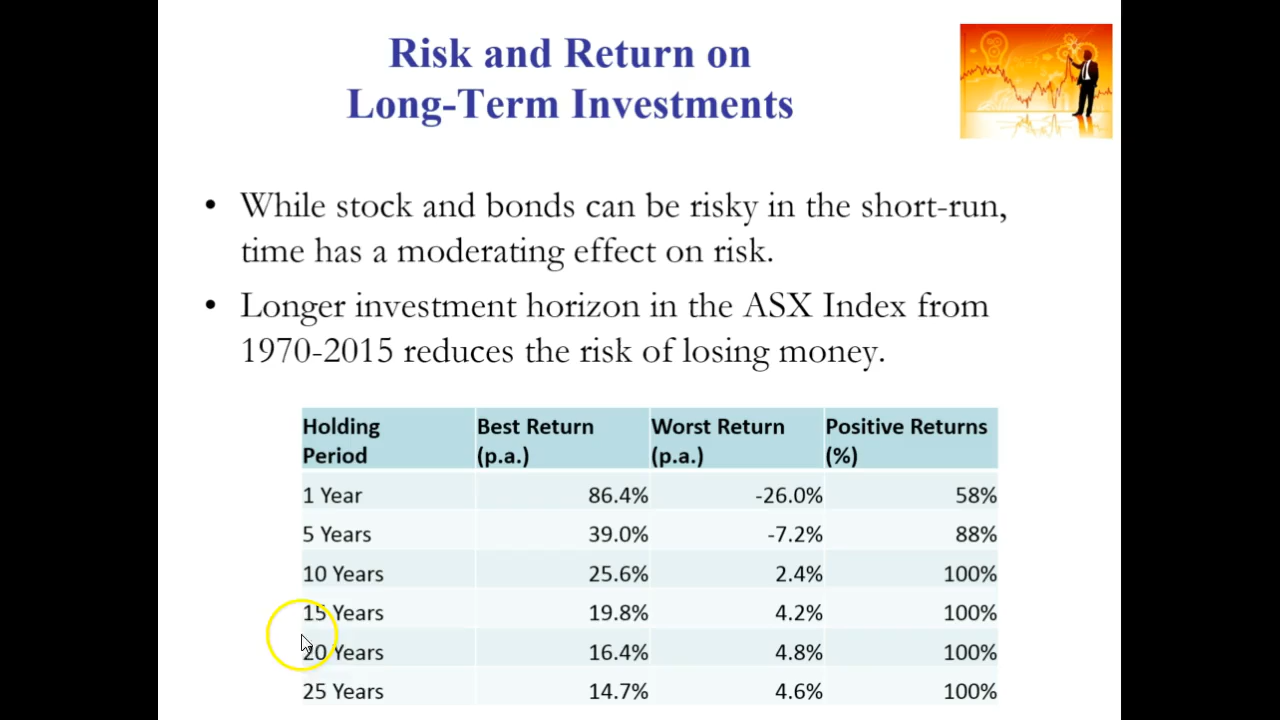 Risk and Return on
Long-Term Investments
• While stock and bonds can be risky in the short-run,
time has a moderating effect on risk.
• Longer investment horizon in the ASX Index from
1970-2015 reduces the risk of losing money.
Holding Period Best Return (p.a.) Worst Return (p.a.) Positive Returns (%)
1 Year 86.4% -26.0% 58%
5 Years 39.0% -7.2% 88%
10 Years 25.6% 2.4% 100%
15 Years 19.8% 4.2% 100%
20 Years 16.4% 4.8% 100%
25 Years 14.7% 4.6% 100%